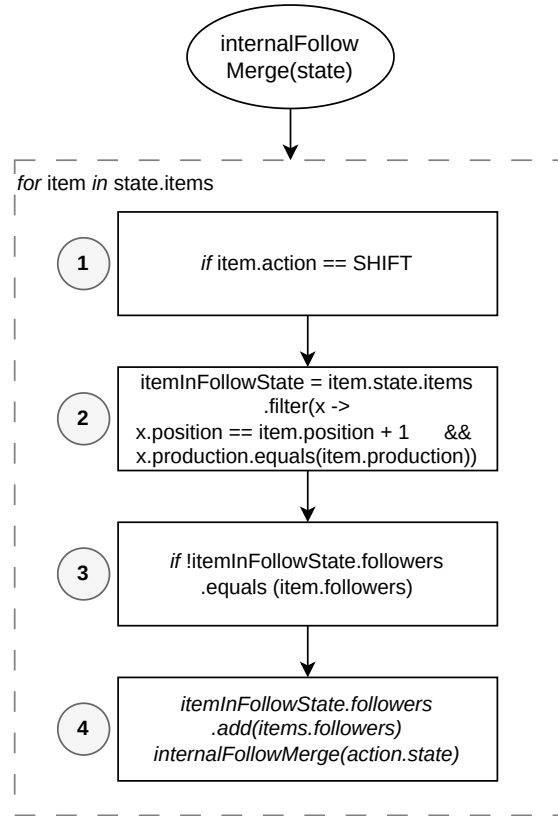 internalFollow
Merge(state)
for item in state.items
1
if item.action == SHIFT
2
itemInFollowState = item.state.items
.filter(x ->
x.position == item.position + 1 &&
x.production.equals(item.production))
3
if !itemInFollowState.followers
.equals (item.followers)
4
itemInFollowState.followers
.add(items.followers)
internalFollowMerge(action.state)